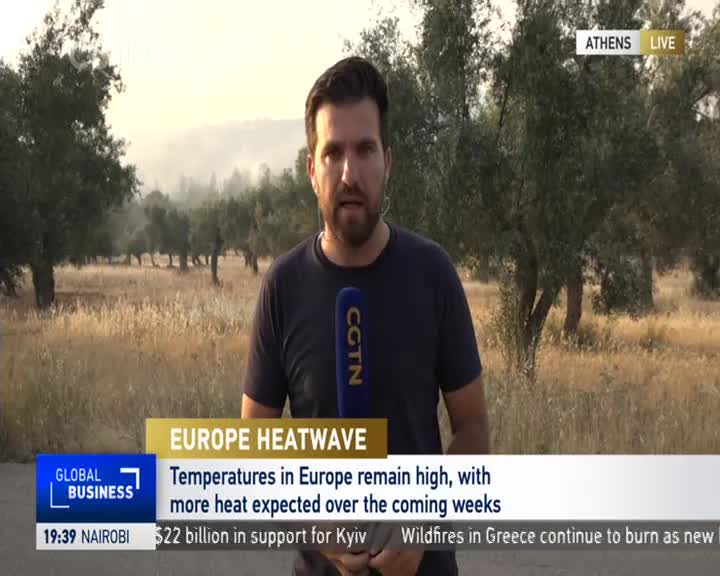 ATHENS LIVE
CGTN
EUROPE HEATWAVE
GLOBAL
BUSINESS
Temperatures in Europe remain high, with
more heat expected over the coming weeks
19:39 NAIROBI
$22 billion in support for Kyiv Wildfires in Greece continue to burn as new